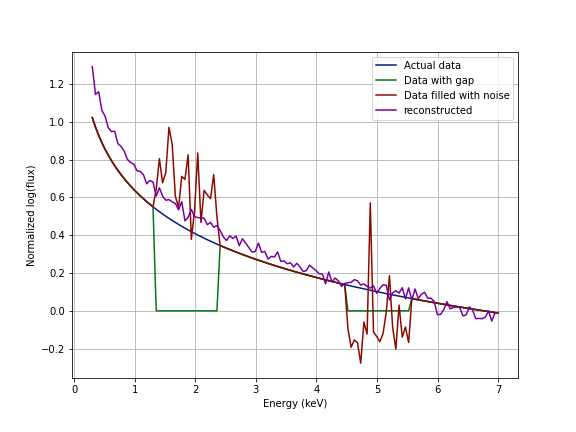 Actual data
Data with gap
Data filled with noise
reconstructed
Normalized log(flux)
1.2
1.0
0.8
0.6
0.4
0.2
0.0
−0.2
0 1 2 3 4 5 6 7
Energy (keV)